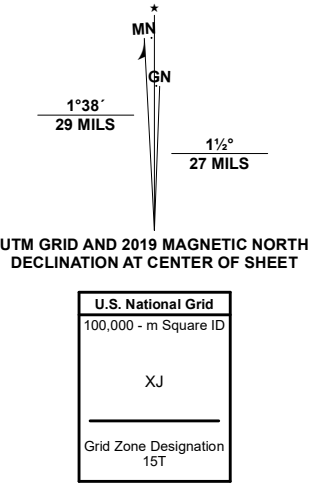 ★
MN
GN
1°38´
29 MILS
1½°
27 MILS
UTM GRID AND 2019 MAGNETIC NORTH
DECLINATION AT CENTER OF SHEET
U.S. National Grid
100,000 - m Square ID
XJ
Grid Zone Designation
15T